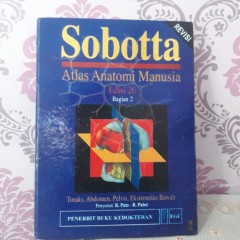 REVISI
Sobotta
Atlas Anatomi Manusia
Edisi 20
Bagian 2
Toraks, Abdomen, Pelvis, Ekstremitas Bawah
Penyunting: R. Putz - R. Pabst
PENERBIT BUKU KEDOKTERAN
EGC